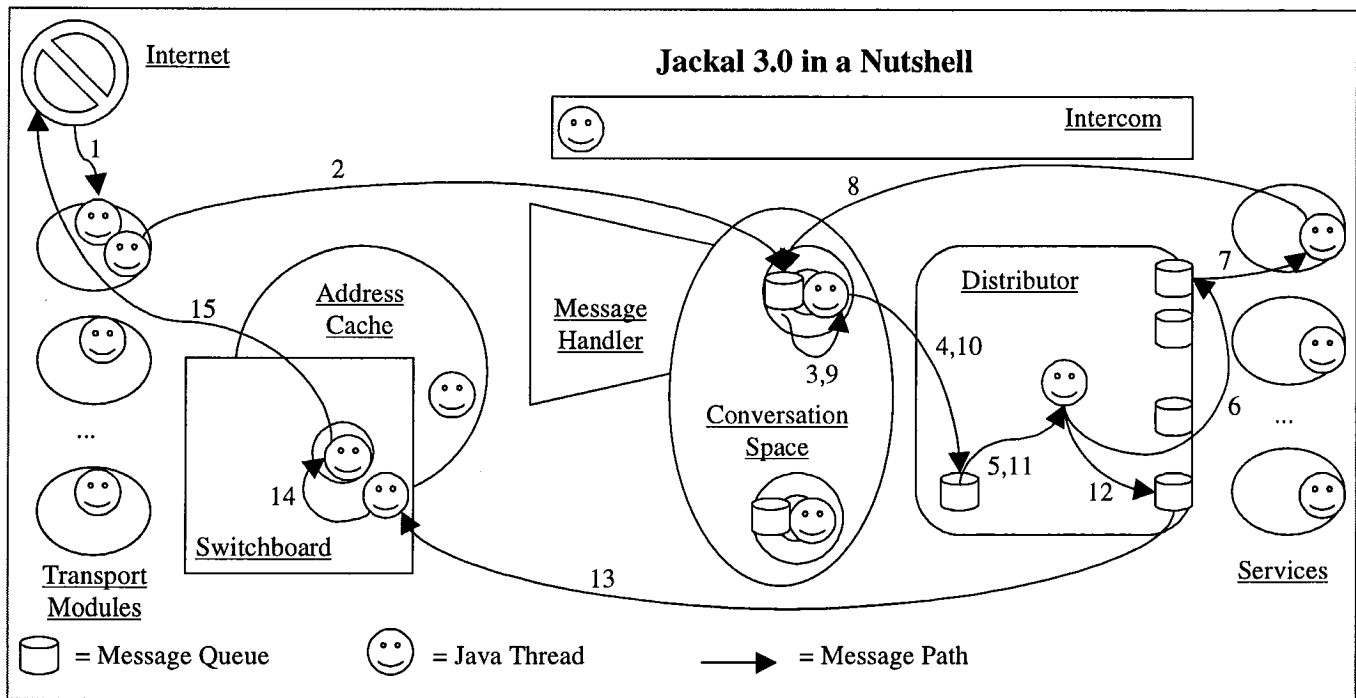 Internet
Jackal 3.0 in a Nutshell
Intercom
1
2
8
15
Address
Cache
Message
Handler
Distributor
7
3,9
4,10
Conversation
Space
6
...
...
5,11
12
14
Switchboard
13
Transport
Modules
Services
= Message Queue
= Java Thread
= Message Path